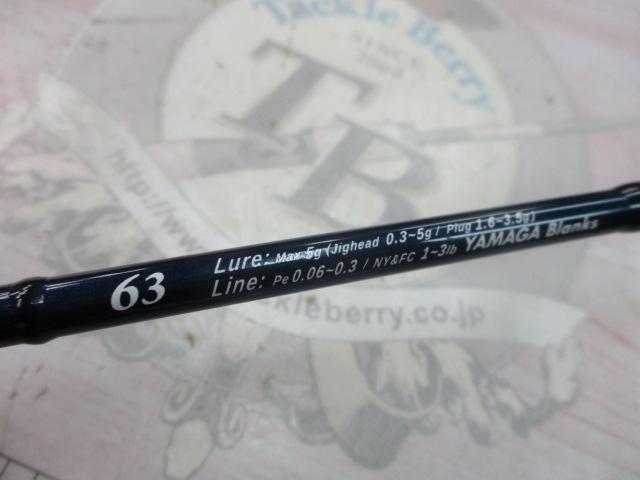 Tackle Berry
SINCE
2000
TB
http://www.
ckleberry.co.jp
63
Lure: Max.5g (Jighead 0.3~5g / Plug 1.6~3.5g)
Line: Pe 0.06~0.3 / NY&FC 1~3lb YAMAGA Blanks